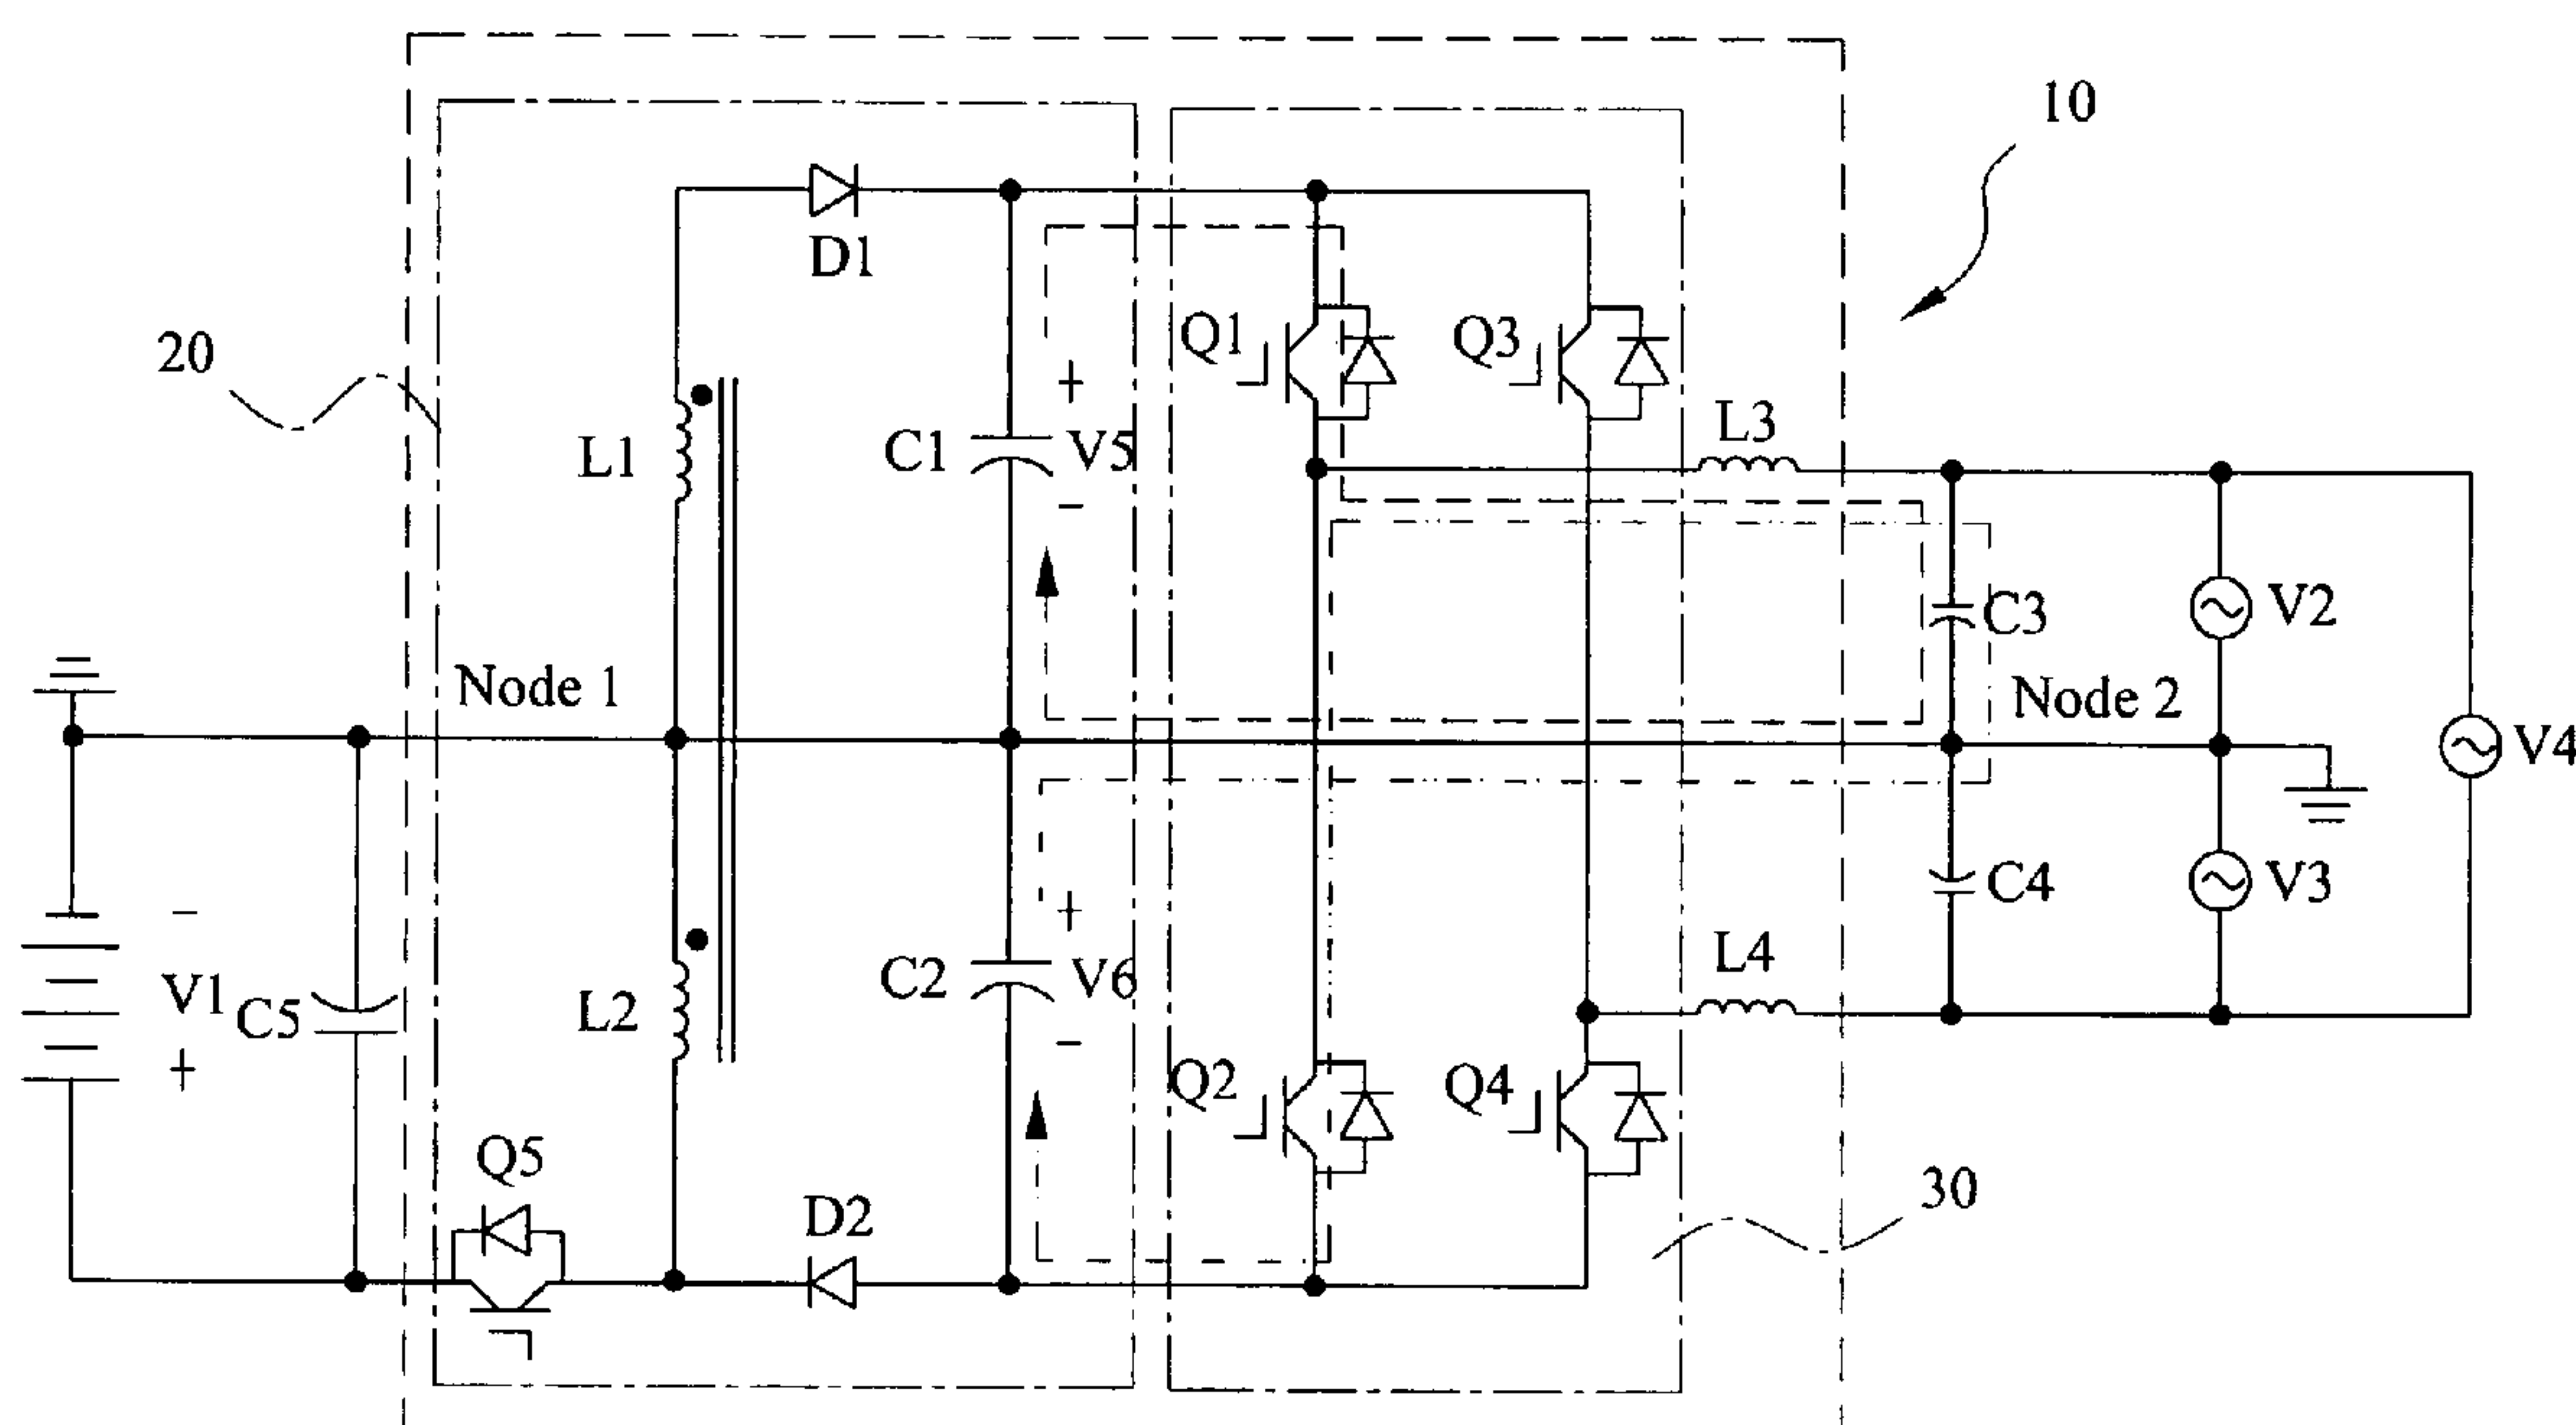 10
D1
Q1
Q3
20
+
L3
L1
C1
V5
-
C3
V2
Node 1
Node 2
V4
-
+
C4
V3
V1
C5
L2
C2
V6
L4
-
+
Q2
Q4
Q5
D2
30